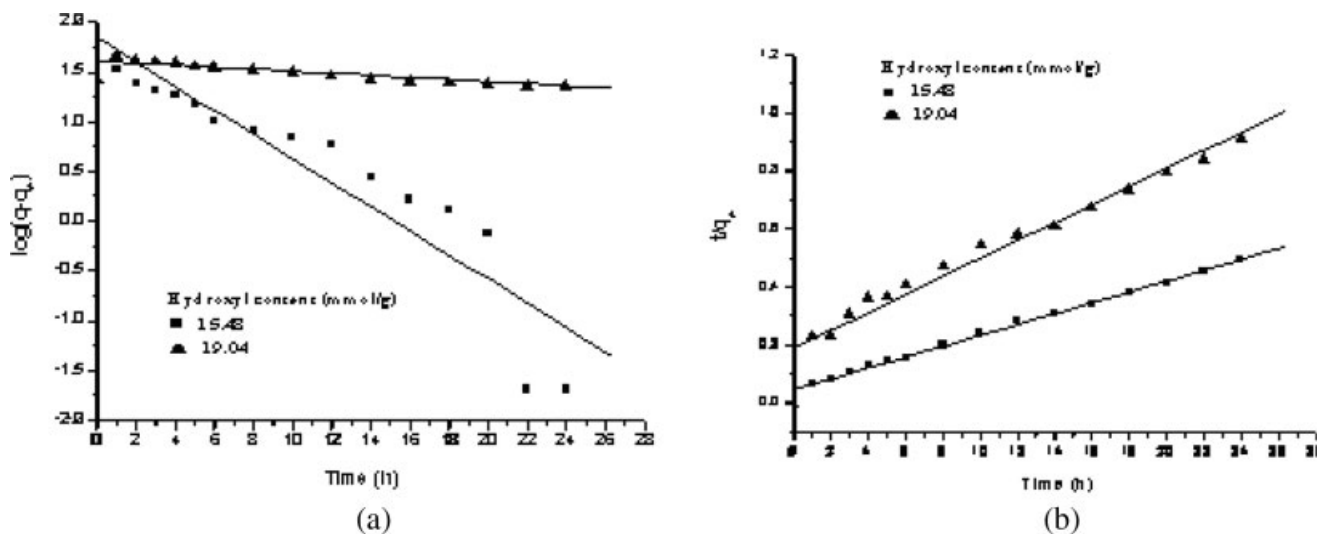 2.0
1.5
1.0
0.5
0.0
-0.5
-1.0
-1.5
-2.0
0 2 4 6 8 10 12 14 16 18 20 22 24 26 28
log(q-qₑ)
Time (h)
Hydroxyl content (mmol/g)
15.48
19.04
(a)
1.2
1.0
0.8
0.6
0.4
0.2
0.0
0 2 4 6 8 10 12 14 16 18 20 22 24 26
Time (h)
Hydroxyl content (mmol/g)
15.48
19.04
(b)